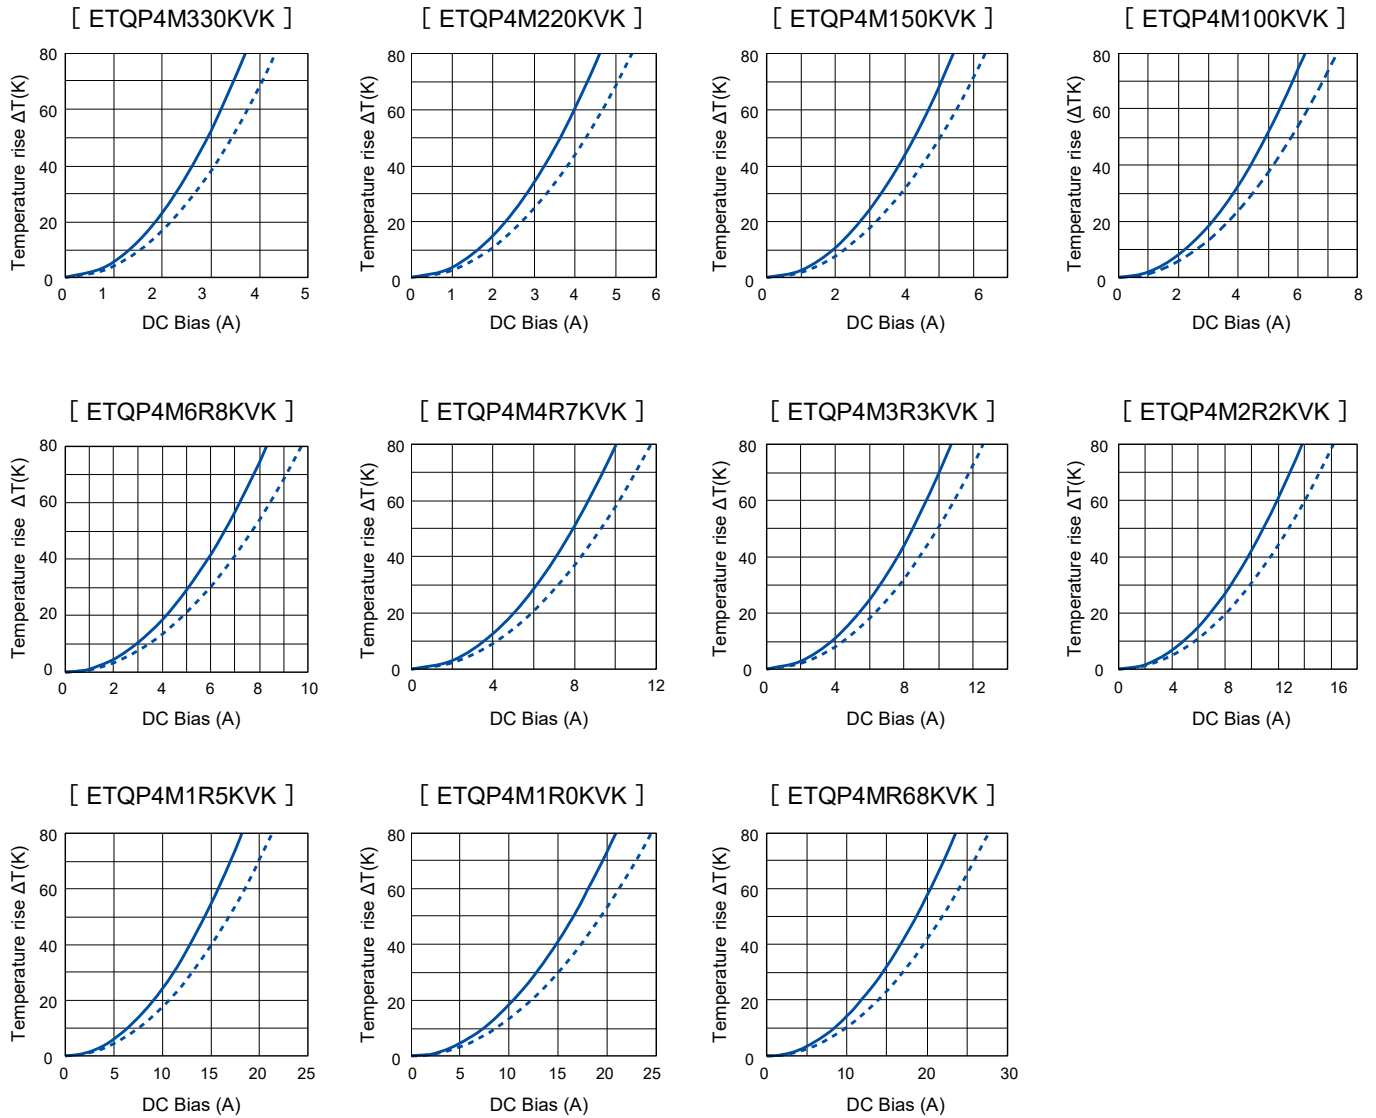 [ ETQP4M330KVK ]
[ ETQP4M220KVK ]
[ ETQP4M150KVK ]
[ ETQP4M100KVK ]
Temperature rise ΔT(K)
80
60
40
20
0
0 1 2 3 4 5
DC Bias (A)
Temperature rise ΔT(K)
80
60
40
20
0
0 1 2 3 4 5 6
DC Bias (A)
Temperature rise ΔT(K)
80
60
40
20
0
0 2 4 6
DC Bias (A)
Temperature rise (ΔTK)
80
60
40
20
0
0 2 4 6 8
DC Bias (A)
[ ETQP4M6R8KVK ]
[ ETQP4M4R7KVK ]
[ ETQP4M3R3KVK ]
[ ETQP4M2R2KVK ]
Temperature rise ΔT(K)
80
60
40
20
0
0 2 4 6 8 10
DC Bias (A)
Temperature rise ΔT(K)
80
60
40
20
0
0 4 8 12
DC Bias (A)
Temperature rise ΔT(K)
80
60
40
20
0
0 4 8 12
DC Bias (A)
Temperature rise ΔT(K)
80
60
40
20
0
0 4 8 12 16
DC Bias (A)
[ ETQP4M1R5KVK ]
[ ETQP4M1R0KVK ]
[ ETQP4MR68KVK ]
Temperature rise ΔT(K)
80
60
40
20
0
0 5 10 15 20 25
DC Bias (A)
Temperature rise ΔT(K)
80
60
40
20
0
0 5 10 15 20 25
DC Bias (A)
Temperature rise ΔT(K)
80
60
40
20
0
0 10 20 30
DC Bias (A)